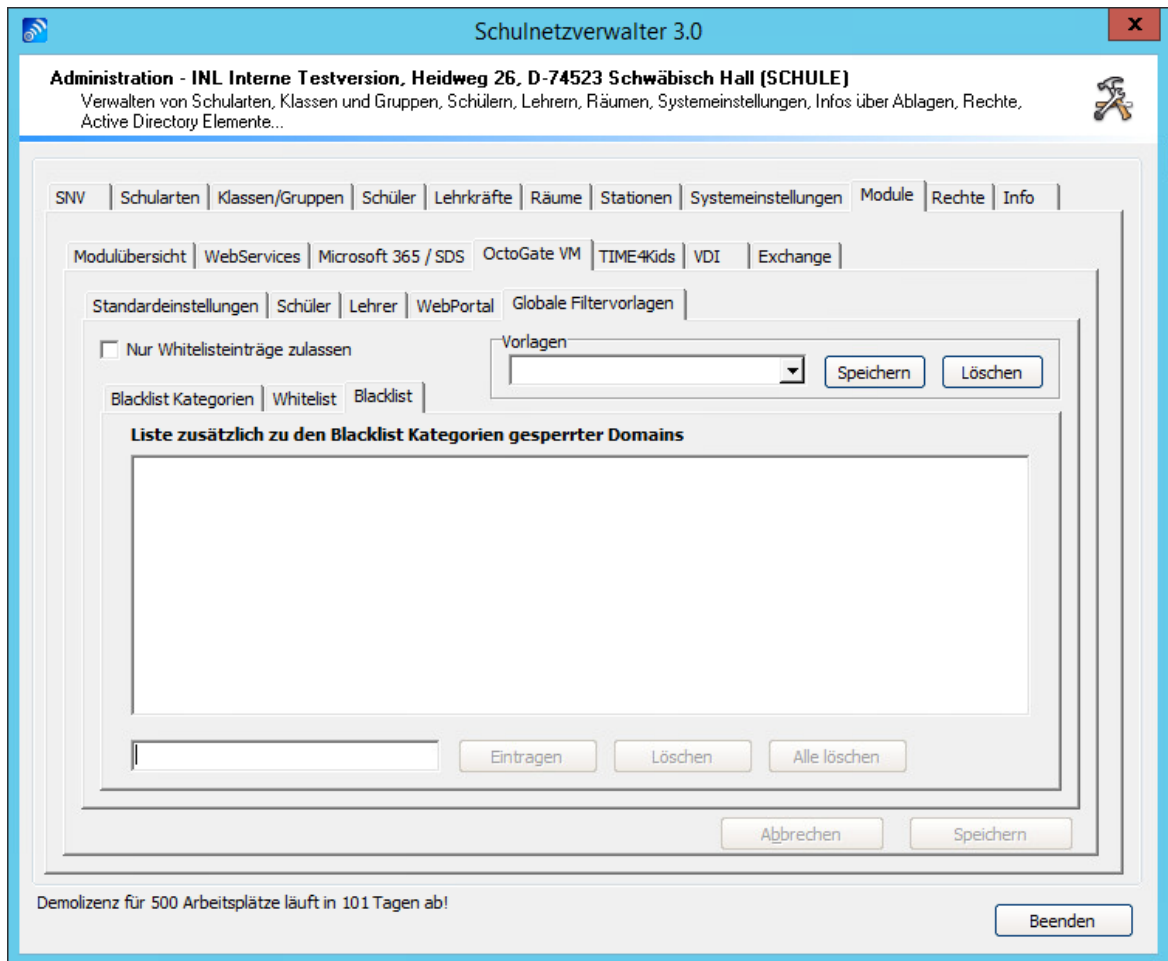 Schulnetzverwalter 3.0
x
Administration - INL Interne Testversion, Heidweg 26, D-74523 Schwäbisch Hall (SCHULE)
Verwalten von Schularten, Klassen und Gruppen, Schülern, Lehrern, Räumen, Systemeinstellungen, Infos über Ablagen, Rechte,
Active Directory Elemente...
SNV Schularten Klassen/Gruppen Schüler Lehrkräfte Räume Stationen Systemeinstellungen Module Rechte Info
Modulübersicht WebServices Microsoft 365 / SDS OctoGate VM TIME4Kids VDI Exchange
Standardeinstellungen Schüler Lehrer WebPortal Globale Filtervorlagen
Nur Whitelisteinträge zulassen
Vorlagen
Speichern Löschen
Blacklist Kategorien Whitelist Blacklist
Liste zusätzlich zu den Blacklist Kategorien gesperrter Domains
Eintragen Löschen Alle löschen
Abbrechen Speichern
Demolizenz für 500 Arbeitsplätze läuft in 101 Tagen ab!
Beenden